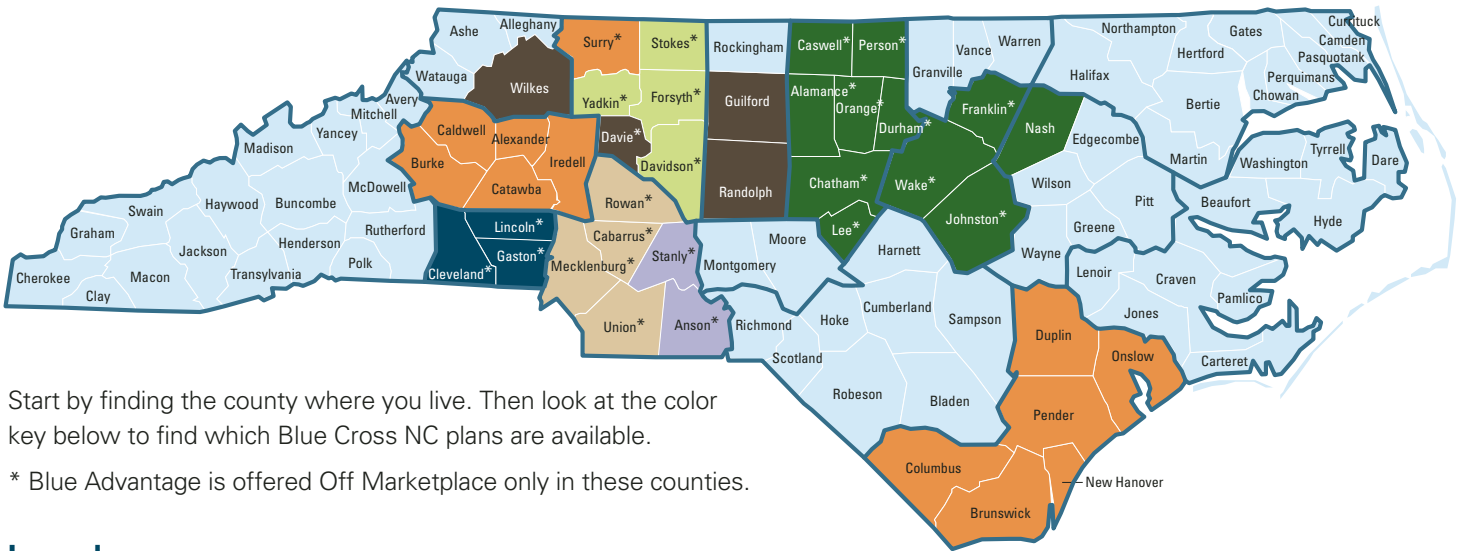 Ashe
Alleghany
Surry*
Stokes*
Rockingham
Caswell*
Person*
Granville
Vance
Warren
Northampton
Gates
Currituck
Camden
Pasquotank
Perquimans
Chowan
Hertford
Halifax
Bertie
Watauga
Wilkes
Yadkin*
Forsyth*
Guilford
Alamance*
Orange*
Durham*
Franklin*
Nash
Edgecombe
Martin
Washington
Tyrrell
Dare
Avery
Mitchell
Yancey
Madison
Caldwell
Alexander
Davie*
Iredell
Davidson*
Burke
Catawba
Randolph
Chatham*
Wake*
Wilson
Pitt
Beaufort
Hyde
McDowell
Buncombe
Haywood
Swain
Graham
Rowan*
Lee*
Johnston*
Greene
Wayne
Rutherford
Lincoln*
Gaston*
Cleveland*
Cabarrus*
Mecklenburg*
Stanly*
Montgomery
Moore
Harnett
Lenoir
Craven
Pamlico
Jackson
Henderson
Polk
Transylvania
Macon
Cherokee
Clay
Union*
Anson*
Richmond
Hoke
Cumberland
Sampson
Duplin
Jones
Onslow
Carteret
Scotland
Robeson
Bladen
Pender
Columbus
Brunswick
New Hanover
Start by finding the county where you live. Then look at the color
key below to find which Blue Cross NC plans are available.
* Blue Advantage is offered Off Marketplace only in these counties.